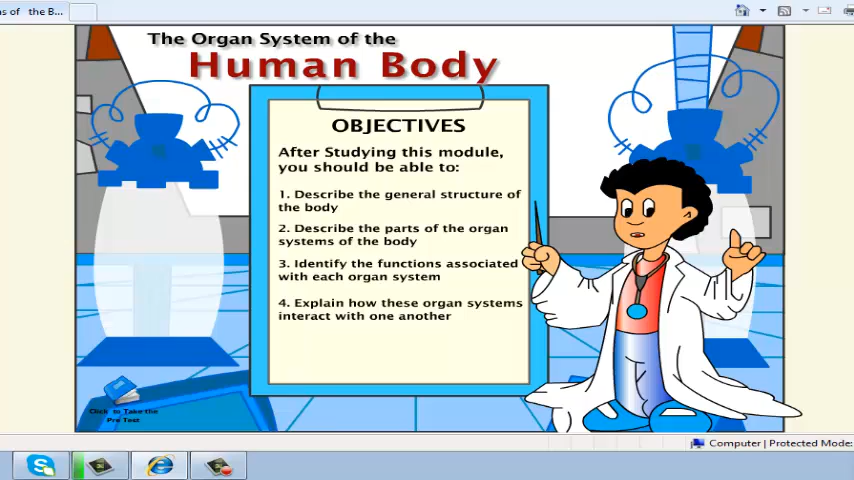 ns of the B...
The Organ System of the
Human Body
OBJECTIVES
After Studying this module,
you should be able to:
1. Describe the general structure of
the body
2. Describe the parts of the organ
systems of the body
3. Identify the functions associated
with each organ system
4. Explain how these organ systems
interact with one another
Click to Take the
Pre Test
Computer | Protected Mode: